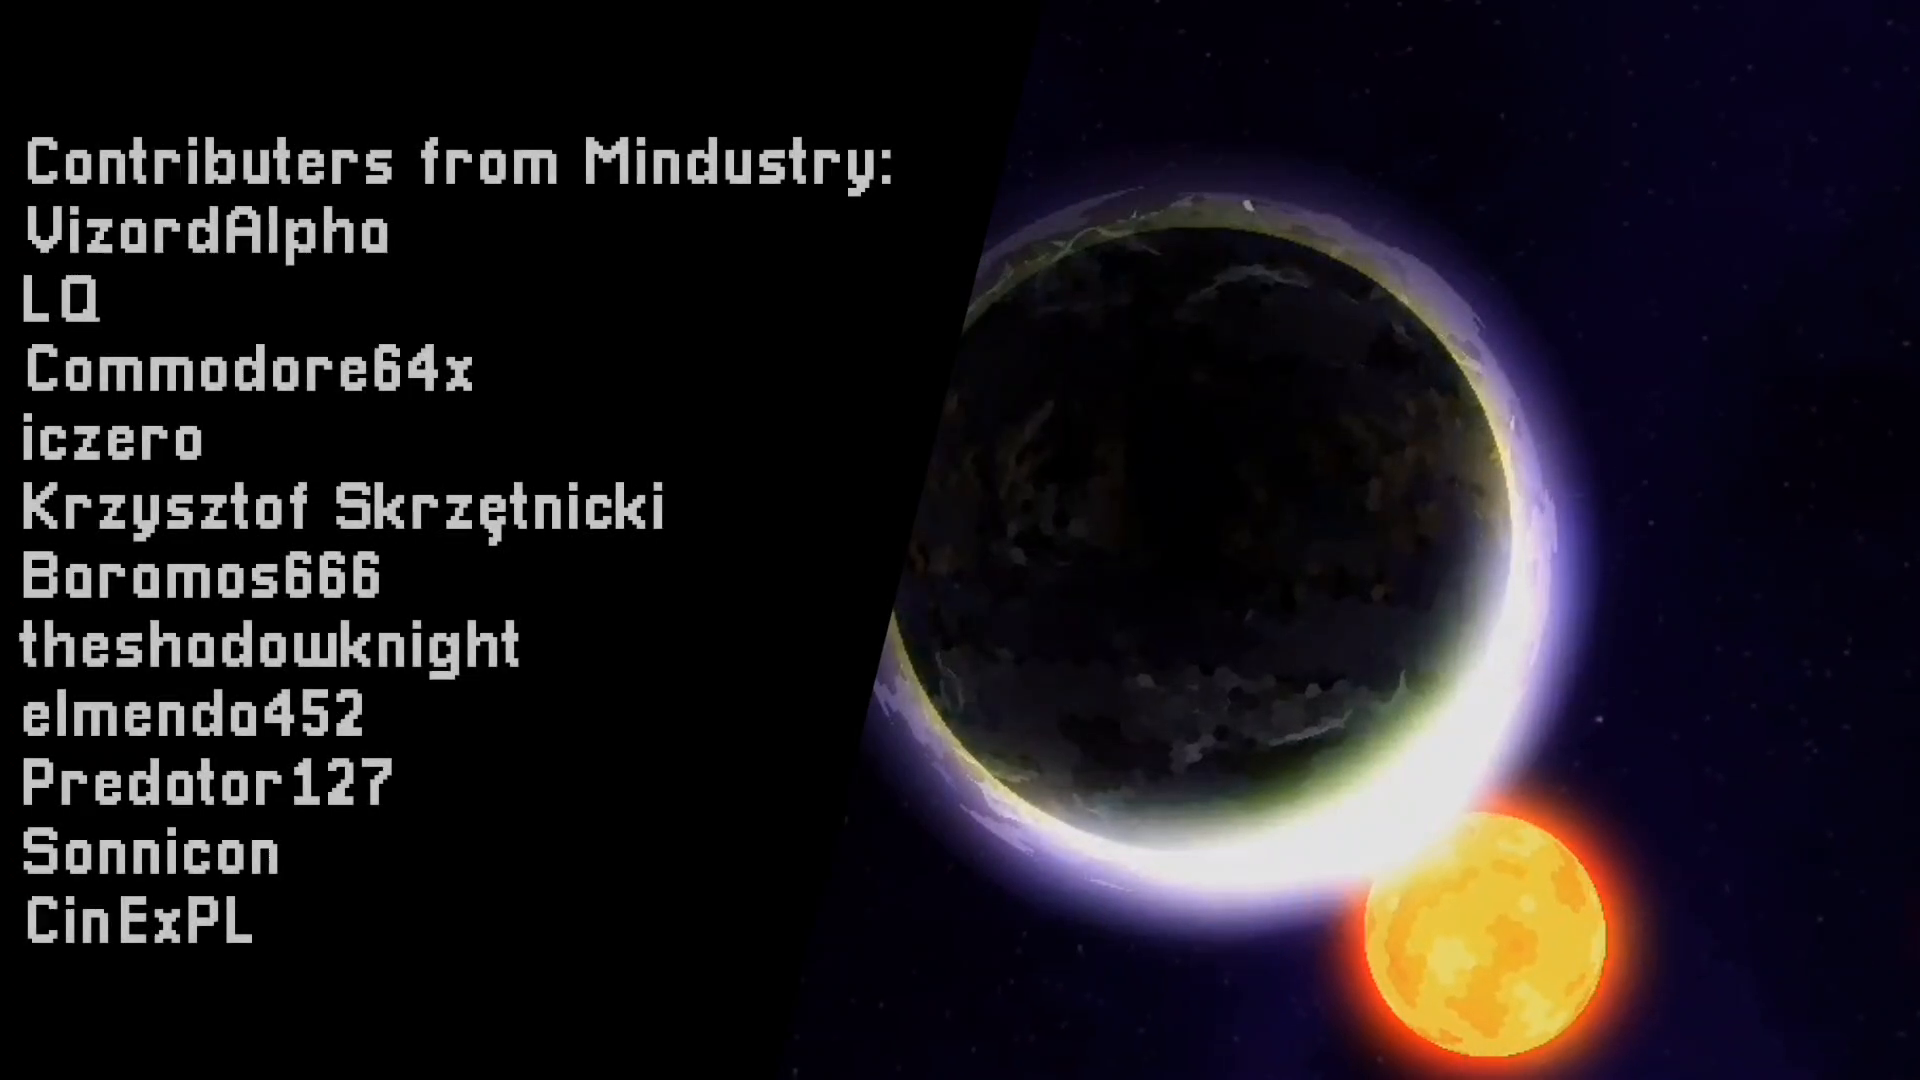 Contributers from Mindustry:
VizardAlpha
LQ
Commodore64x
iczero
Krzysztof Skrzętnicki
Baramos666
theshadowknight
elmenda452
Predator127
Sonnicon
CinExPL